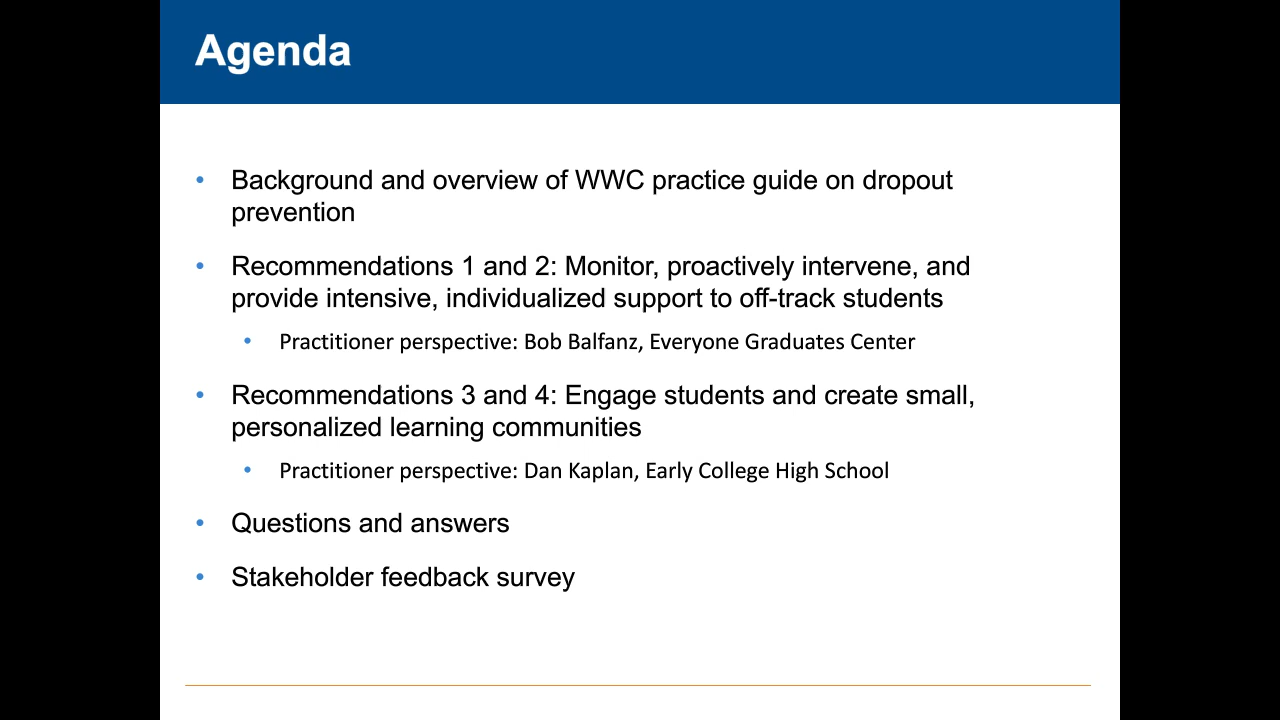 Agenda
• Background and overview of WWC practice guide on dropout
prevention
• Recommendations 1 and 2: Monitor, proactively intervene, and
provide intensive, individualized support to off-track students
• Practitioner perspective: Bob Balfanz, Everyone Graduates Center
• Recommendations 3 and 4: Engage students and create small,
personalized learning communities
• Practitioner perspective: Dan Kaplan, Early College High School
• Questions and answers
• Stakeholder feedback survey